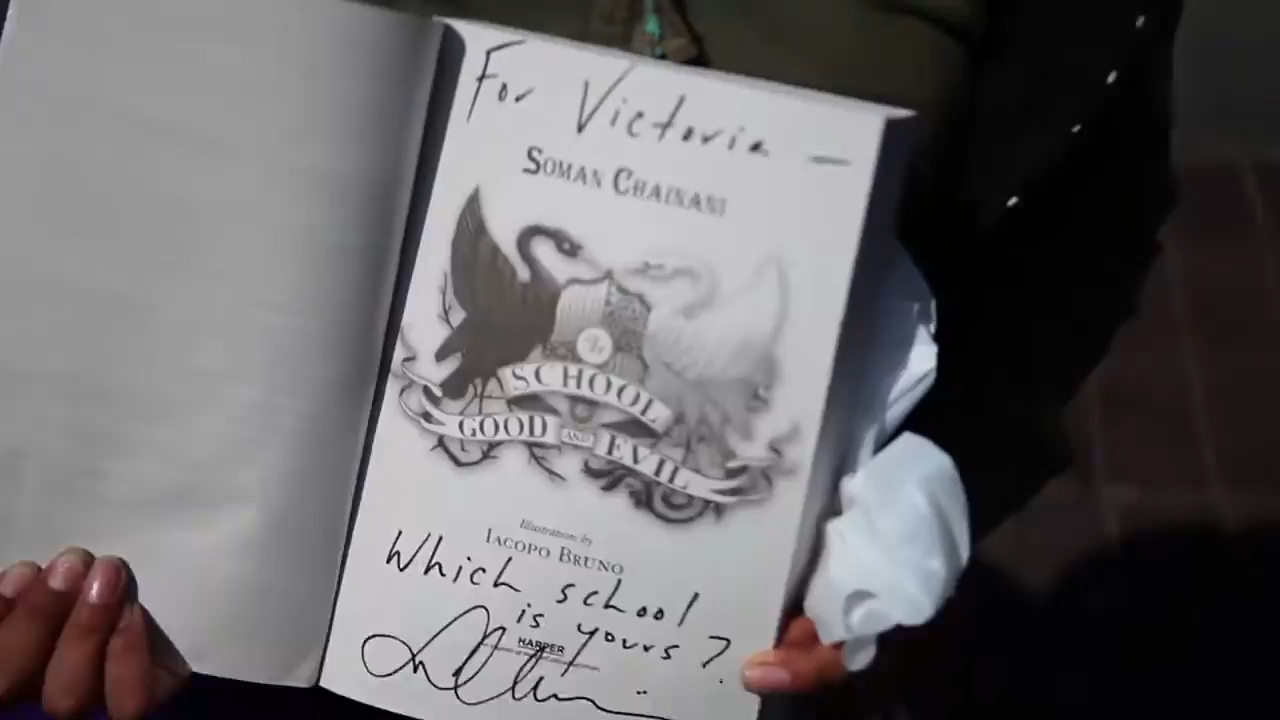 For Victoria —
SOMAN CHAINANI
SCHOOL
GOOD AND EVIL
Illustrations by
IACOPO BRUNO
Which school
is yours?
HARPER